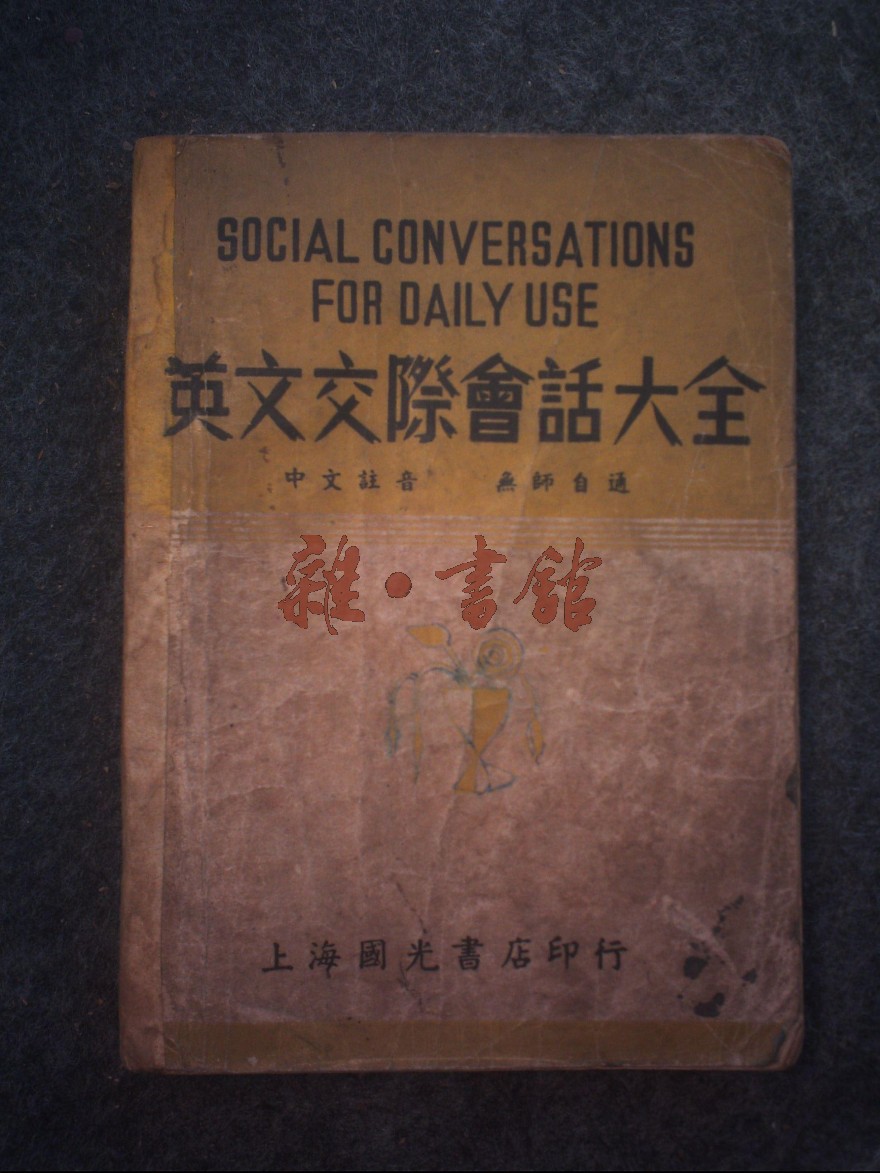 SOCIAL CONVERSATIONS
FOR DAILY USE
英文交際會話大全
中文註音 無師自通
雜·書館
上海國光書店印行